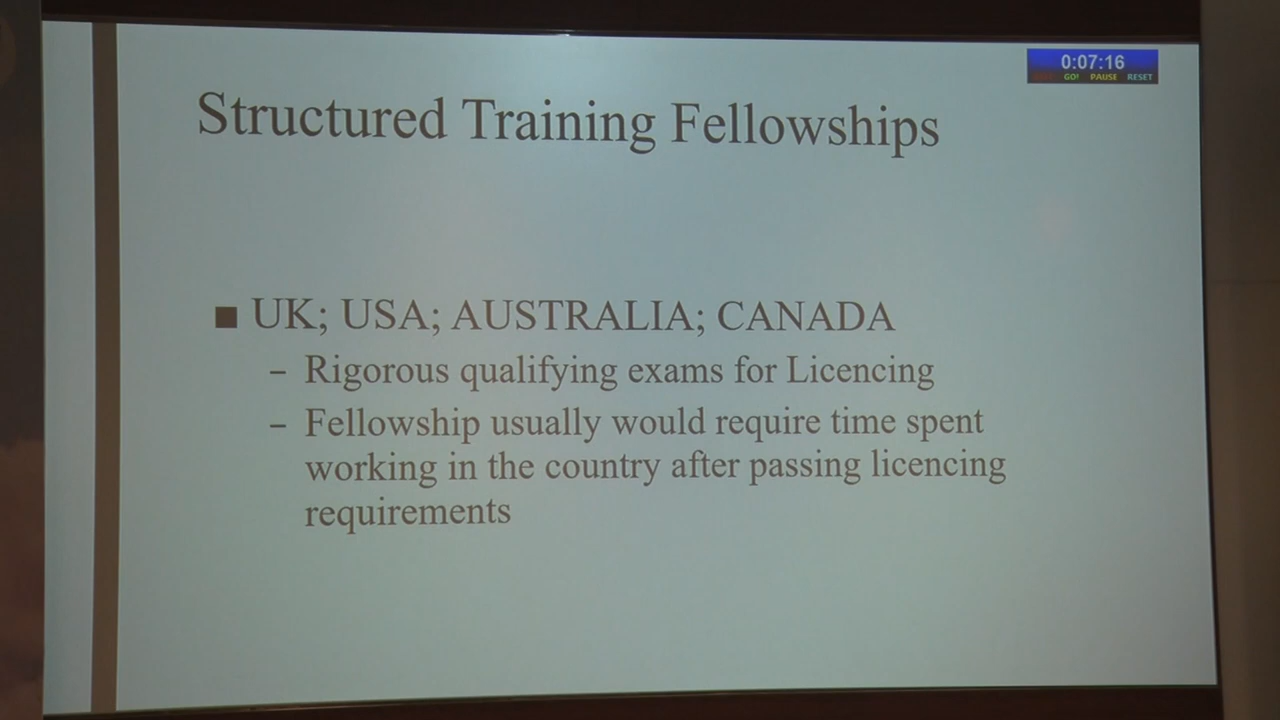 0:07:16
GO! PAUSE RESET
Structured Training Fellowships
■ UK; USA; AUSTRALIA; CANADA
– Rigorous qualifying exams for Licencing
– Fellowship usually would require time spent
working in the country after passing licencing
requirements